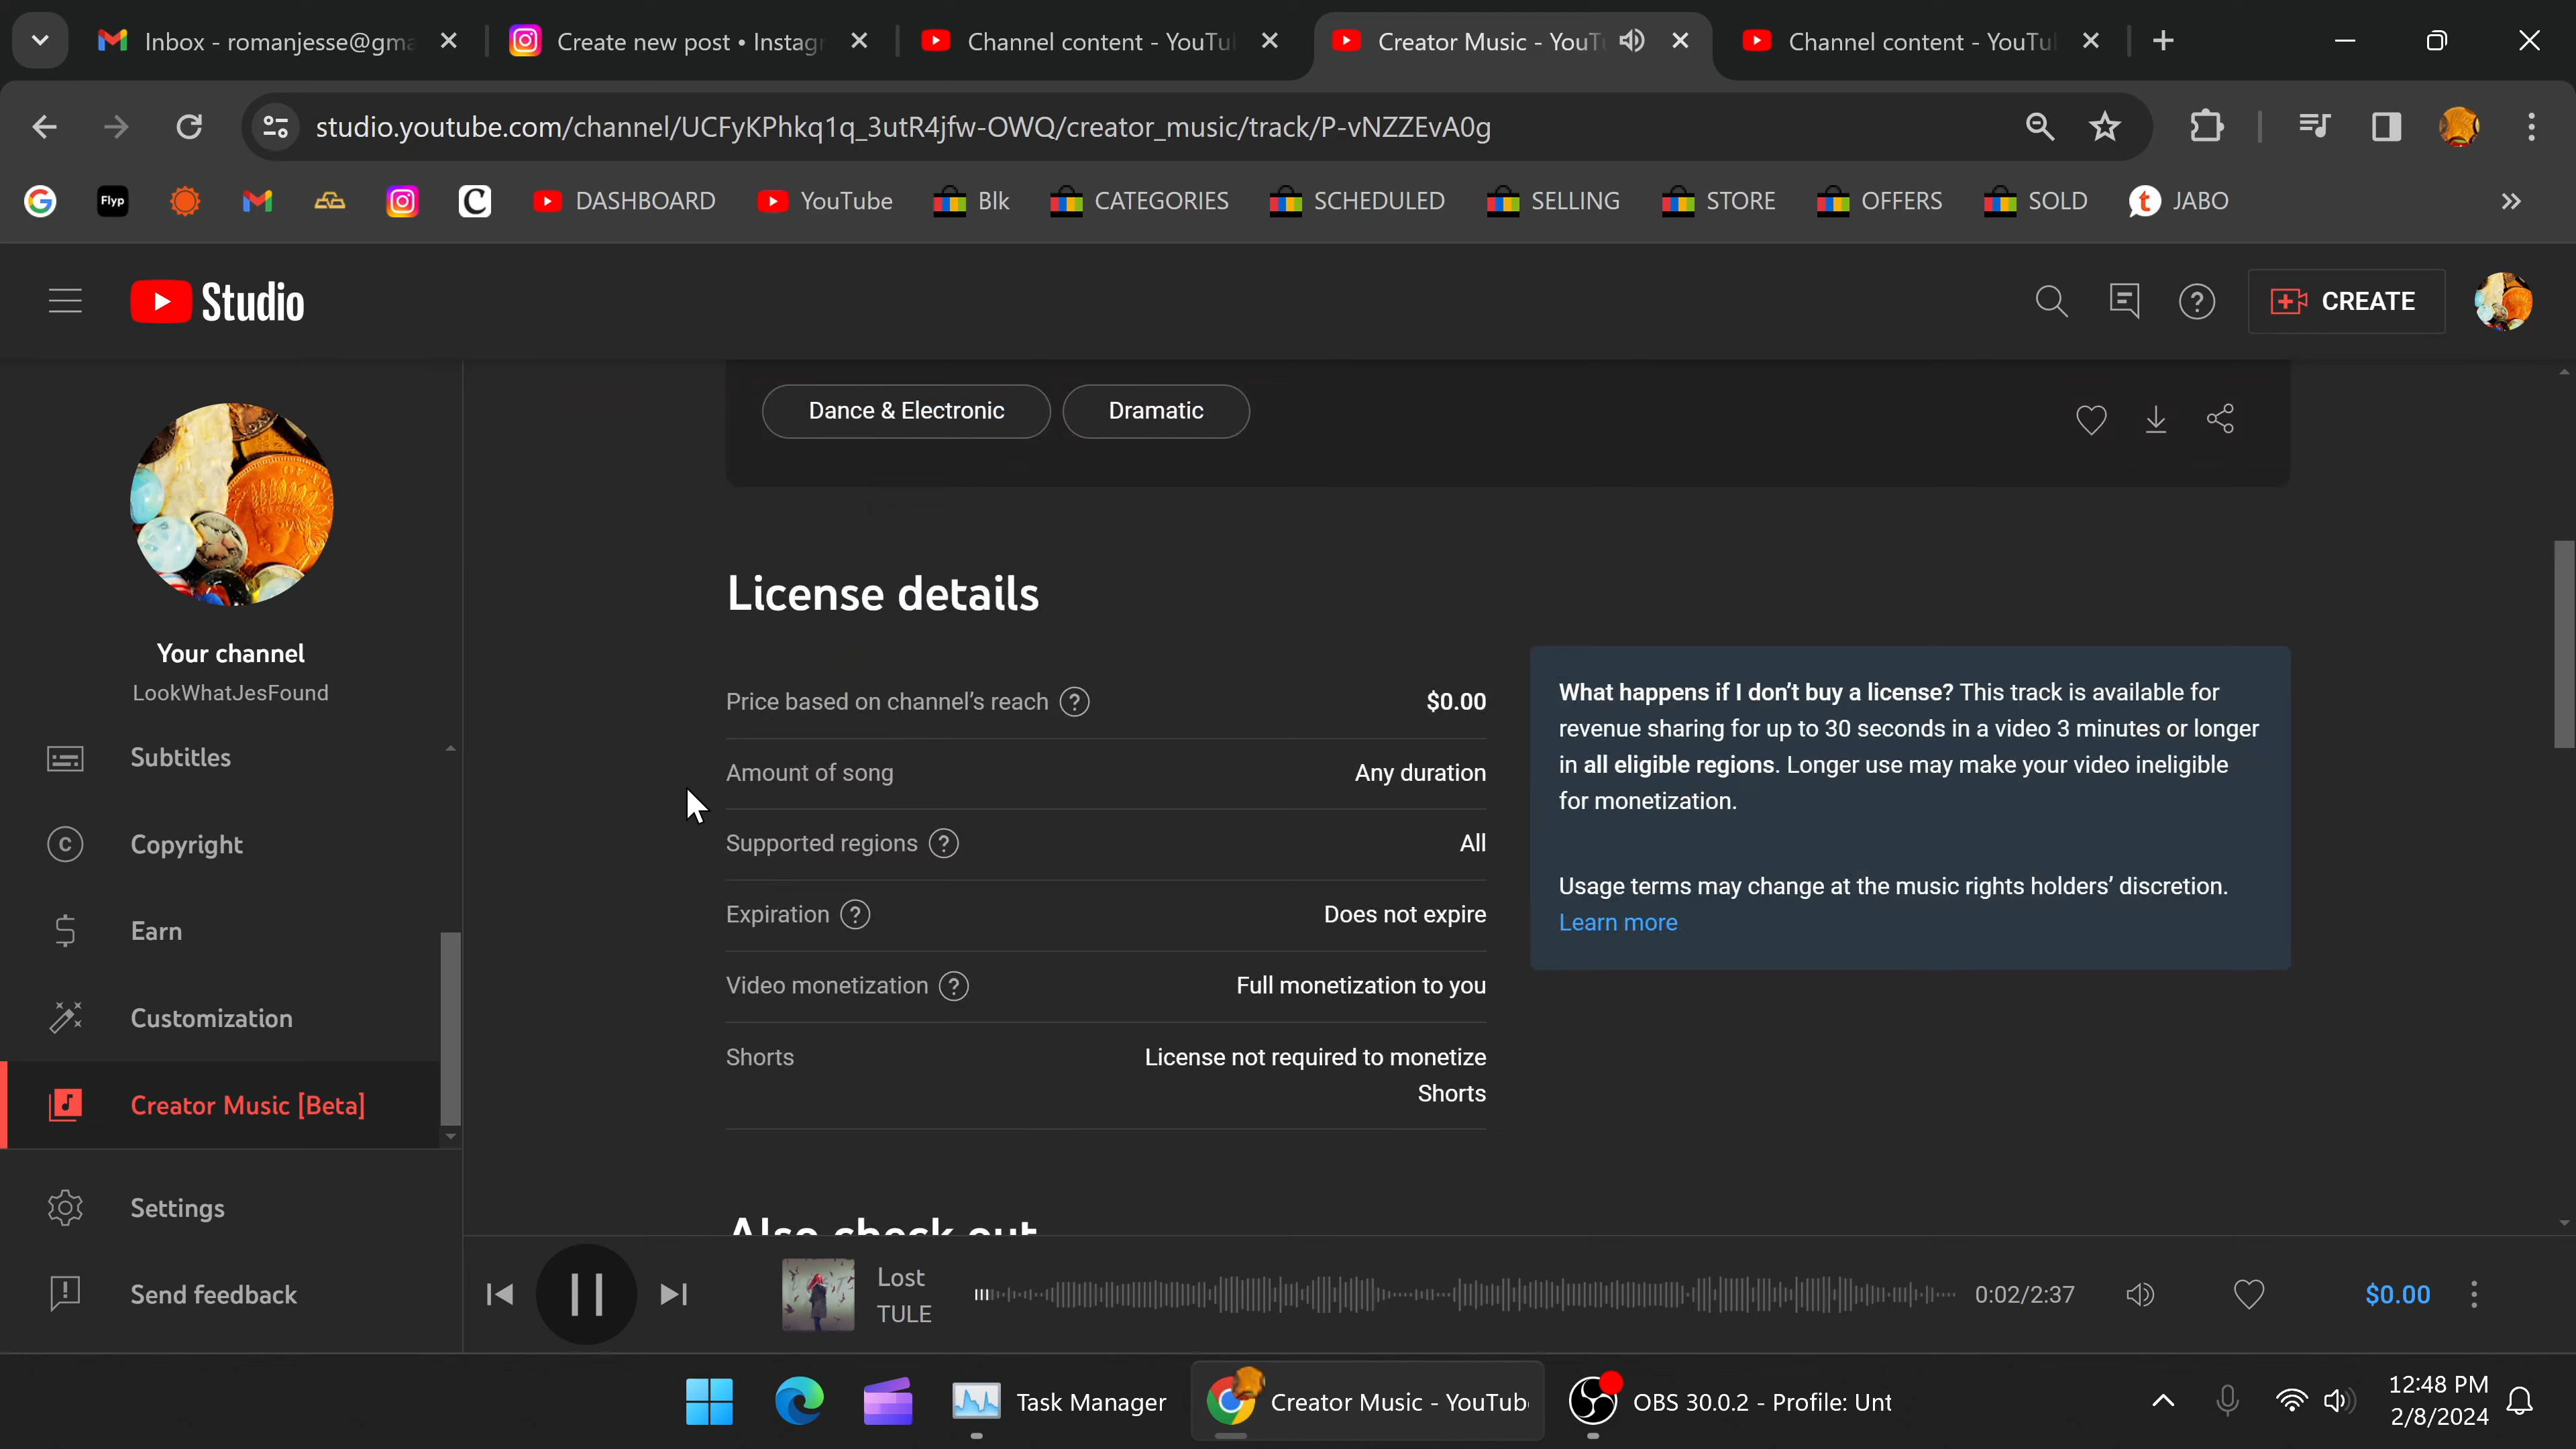 Inbox - romanjesse@gma
Create new post • Instagr
Channel content - YouTu
Creator Music - YouT
Channel content - YouTu
studio.youtube.com/channel/UCFyKPhkq1q_3utR4jfw-OWQ/creator_music/track/P-vNZZEvA0g
Flyp
DASHBOARD
YouTube
Blk
CATEGORIES
SCHEDULED
SELLING
STORE
OFFERS
SOLD
JABO
Studio
CREATE
Dance & Electronic
Dramatic
Your channel
LookWhatJesFound
Subtitles
Copyright
Earn
Customization
Creator Music [Beta]
Settings
Send feedback
License details
Price based on channel's reach $0.00
Amount of song Any duration
Supported regions All
Expiration Does not expire
Video monetization Full monetization to you
Shorts License not required to monetize
Shorts
What happens if I don't buy a license? This track is available for
revenue sharing for up to 30 seconds in a video 3 minutes or longer
in all eligible regions. Longer use may make your video ineligible
for monetization.
Usage terms may change at the music rights holders' discretion.
Learn more
Also check out
Lost
TULE
0:02/2:37
$0.00
Task Manager
Creator Music - YouTub
OBS 30.0.2 - Profile: Unt
12:48 PM
2/8/2024